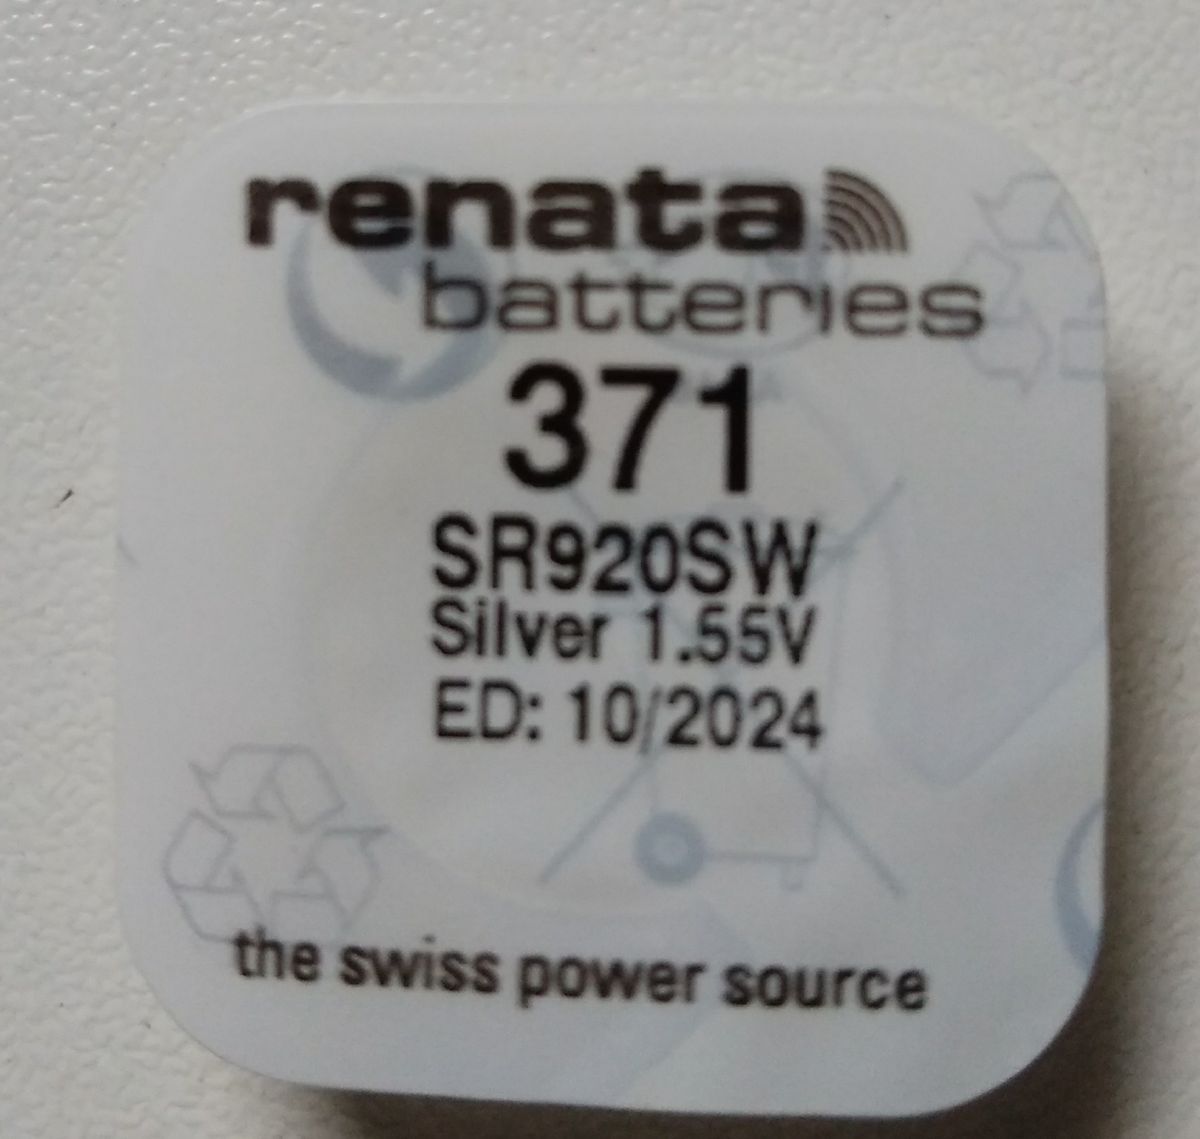 renata
batteries
371
SR920SW
Silver 1.55V
ED: 10/2024
the swiss power source